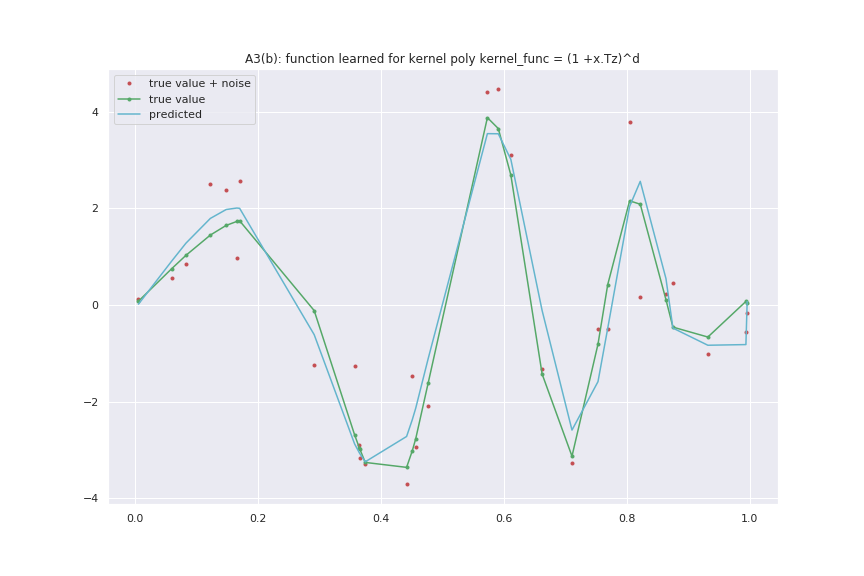 A3(b): function learned for kernel poly kernel_func = (1 +x.Tz)^d
true value + noise
true value
predicted
4
2
0
−2
−4
0.0 0.2 0.4 0.6 0.8 1.0